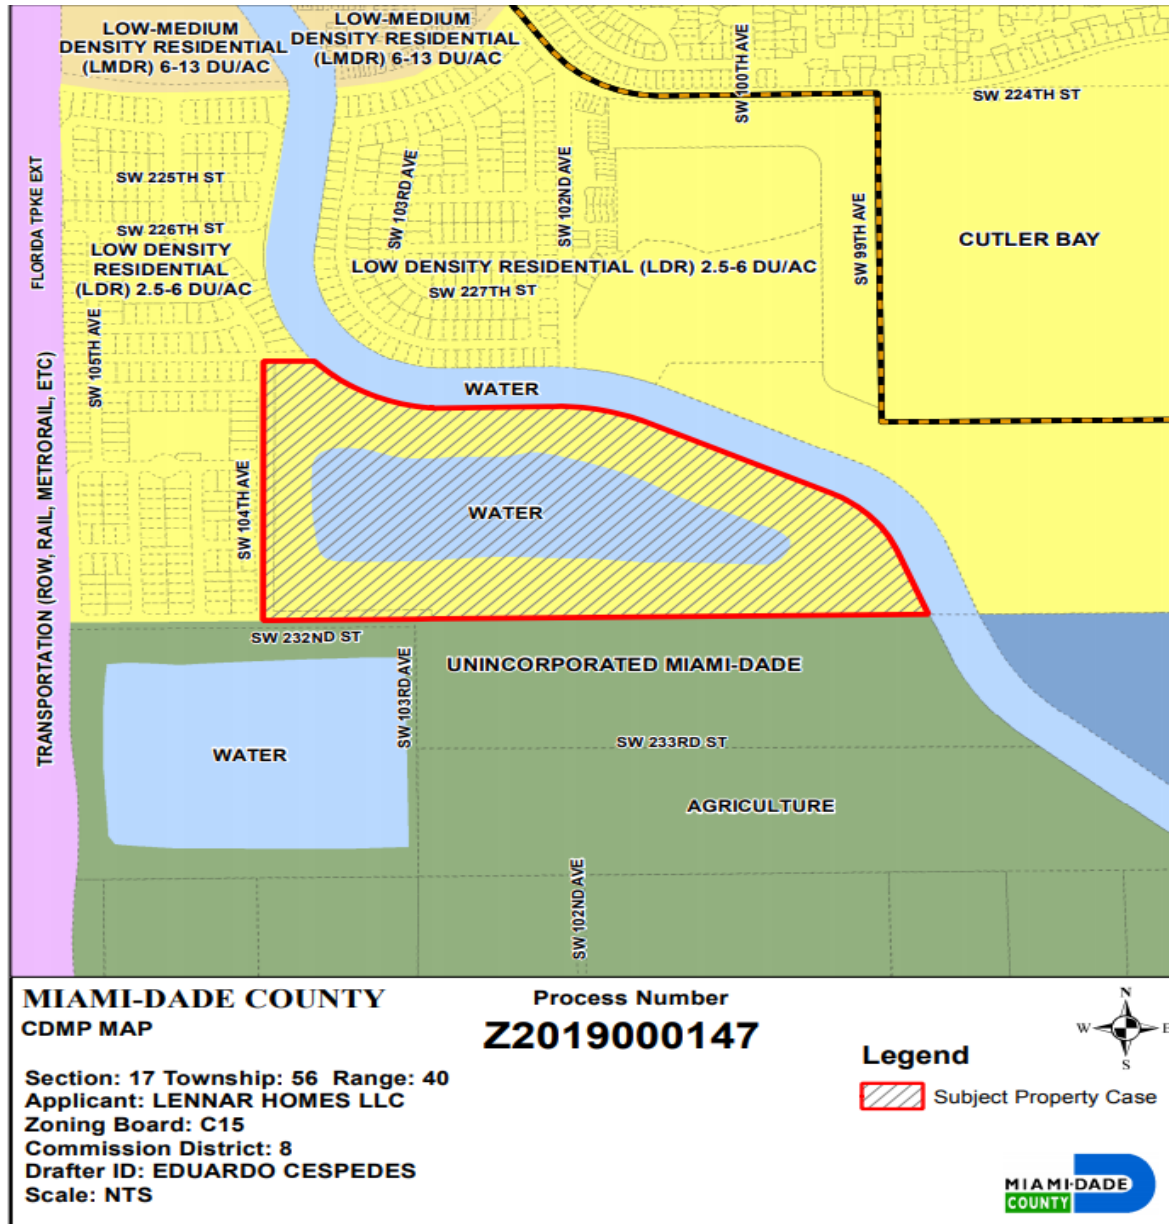 LOW-MEDIUM
DENSITY RESIDENTIAL
(LMDR) 6-13 DU/AC
LOW-MEDIUM
DENSITY RESIDENTIAL
(LMDR) 6-13 DU/AC
SW 100TH AVE
SW 224TH ST
FLORIDA TPKE EXT
SW 225TH ST
SW 226TH ST
SW 103RD AVE
SW 102ND AVE
SW 99TH AVE
CUTLER BAY
LOW DENSITY
RESIDENTIAL
(LDR) 2.5-6 DU/AC
LOW DENSITY RESIDENTIAL (LDR) 2.5-6 DU/AC
SW 227TH ST
SW 105TH AVE
TRANSPORTATION (ROW, RAIL, METRORAIL, ETC)
WATER
SW 104TH AVE
WATER
SW 232ND ST
UNINCORPORATED MIAMI-DADE
SW 103RD AVE
WATER
SW 233RD ST
AGRICULTURE
SW 102ND AVE
MIAMI-DADE COUNTY
CDMP MAP
Process Number
Z2019000147
Section: 17 Township: 56 Range: 40
Applicant: LENNAR HOMES LLC
Zoning Board: C15
Commission District: 8
Drafter ID: EDUARDO CESPEDES
Scale: NTS
N
W
E
S
Legend
Subject Property Case
MIAMI-DADE
COUNTY